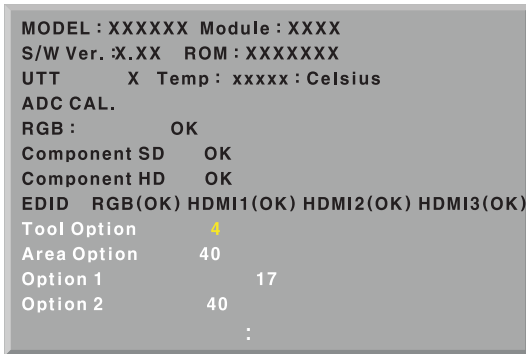 MODEL : XXXXXX Module : XXXX
S/W Ver. :X.XX ROM : XXXXXXX
UTT X Temp : xxxxx : Celsius
ADC CAL.
RGB : OK
Component SD OK
Component HD OK
EDID RGB(OK) HDMI1(OK) HDMI2(OK) HDMI3(OK)
Tool Option 4
Area Option 40
Option 1 17
Option 2 40
: